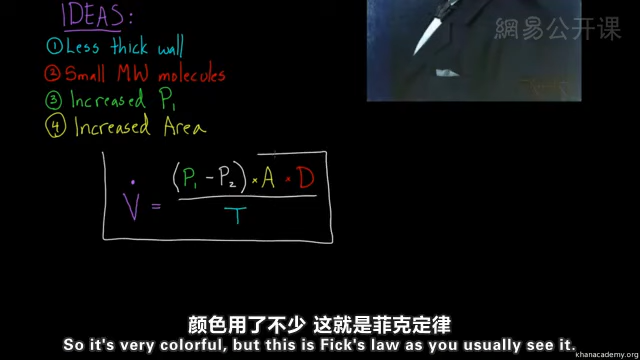 IDEAS:
① Less thick wall
② Small MW molecules
③ Increased P₁
④ Increased Area
V̇ = (P₁ - P₂) * A * D / T
網易公开课
颜色用了不少 这就是菲克定律
So it's very colorful, but this is Fick's law as you usually see it.
khanacademy.org